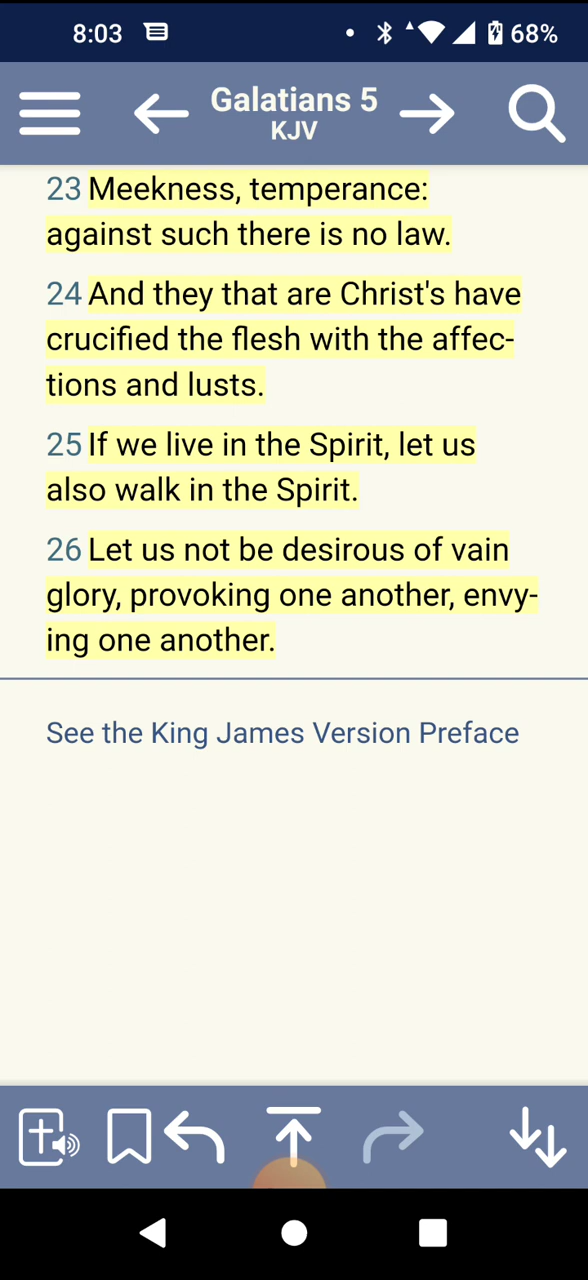 8:03 68%
Galatians 5
KJV
23 Meekness, temperance:
against such there is no law.
24 And they that are Christ's have
crucified the flesh with the affec-
tions and lusts.
25 If we live in the Spirit, let us
also walk in the Spirit.
26 Let us not be desirous of vain
glory, provoking one another, envy-
ing one another.
See the King James Version Preface